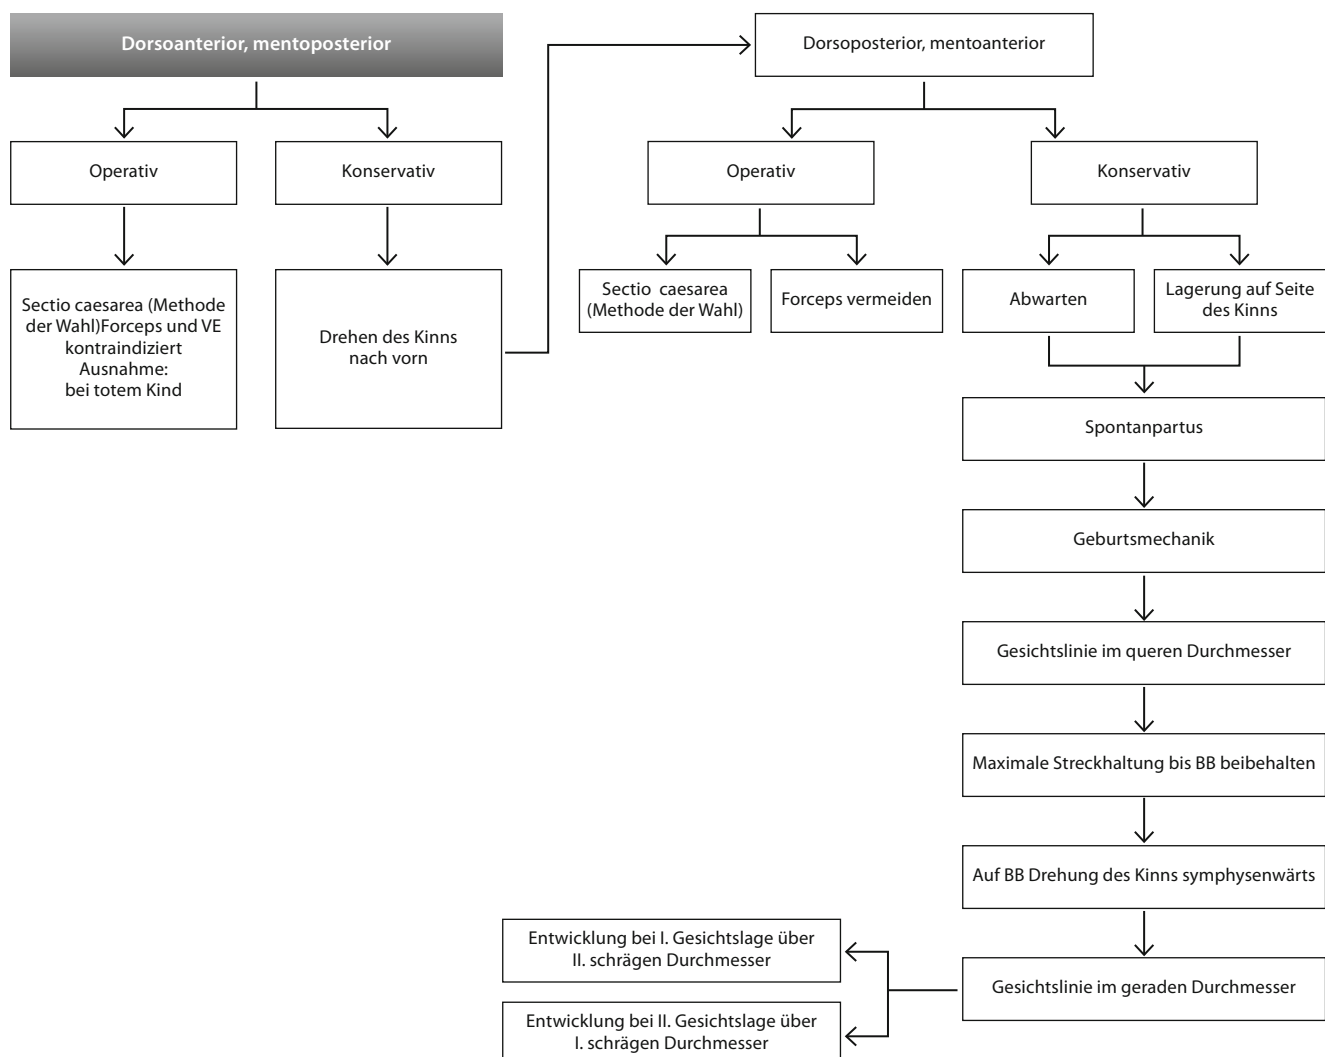 Dorsoanterior, mentoposterior
Dorsoposterior, mentoanterior
Operativ
Konservativ
Operativ
Konservativ
Sectio caesarea (Methode
der Wahl)Forceps und VE
kontraindiziert
Ausnahme:
bei totem Kind
Drehen des Kinns
nach vorn
Sectio caesarea
(Methode der Wahl)
Forceps vermeiden
Abwarten
Lagerung auf Seite
des Kinns
Spontanpartus
Geburtsmechanik
Gesichtslinie im queren Durchmesser
Maximale Streckhaltung bis BB beibehalten
Auf BB Drehung des Kinns symphysenwärts
Gesichtslinie im geraden Durchmesser
Entwicklung bei I. Gesichtslage über
II. schrägen Durchmesser
Entwicklung bei II. Gesichtslage über
I. schrägen Durchmesser